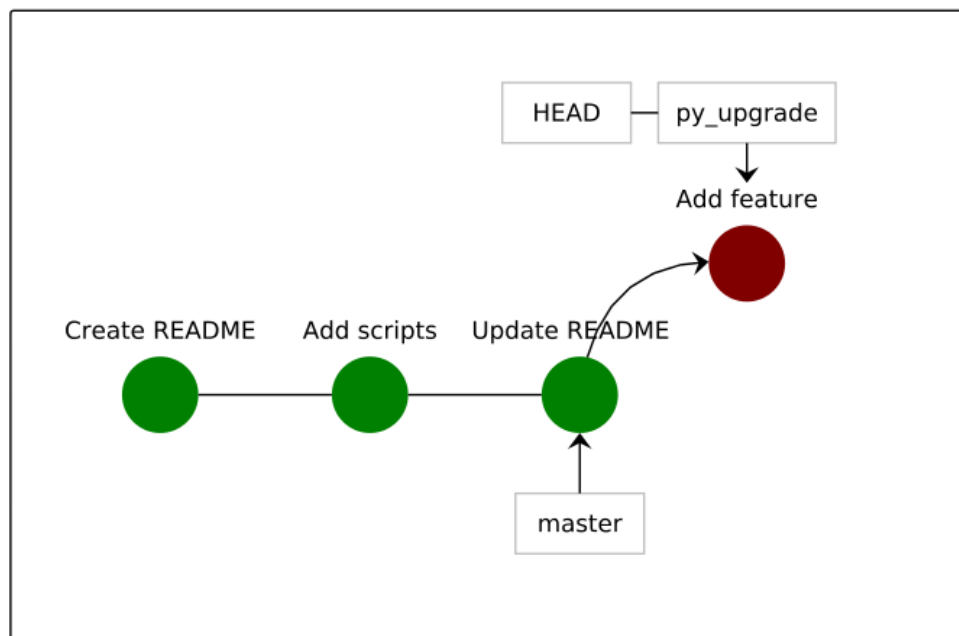 HEAD
py_upgrade
Add feature
Create README
Add scripts
Update README
master